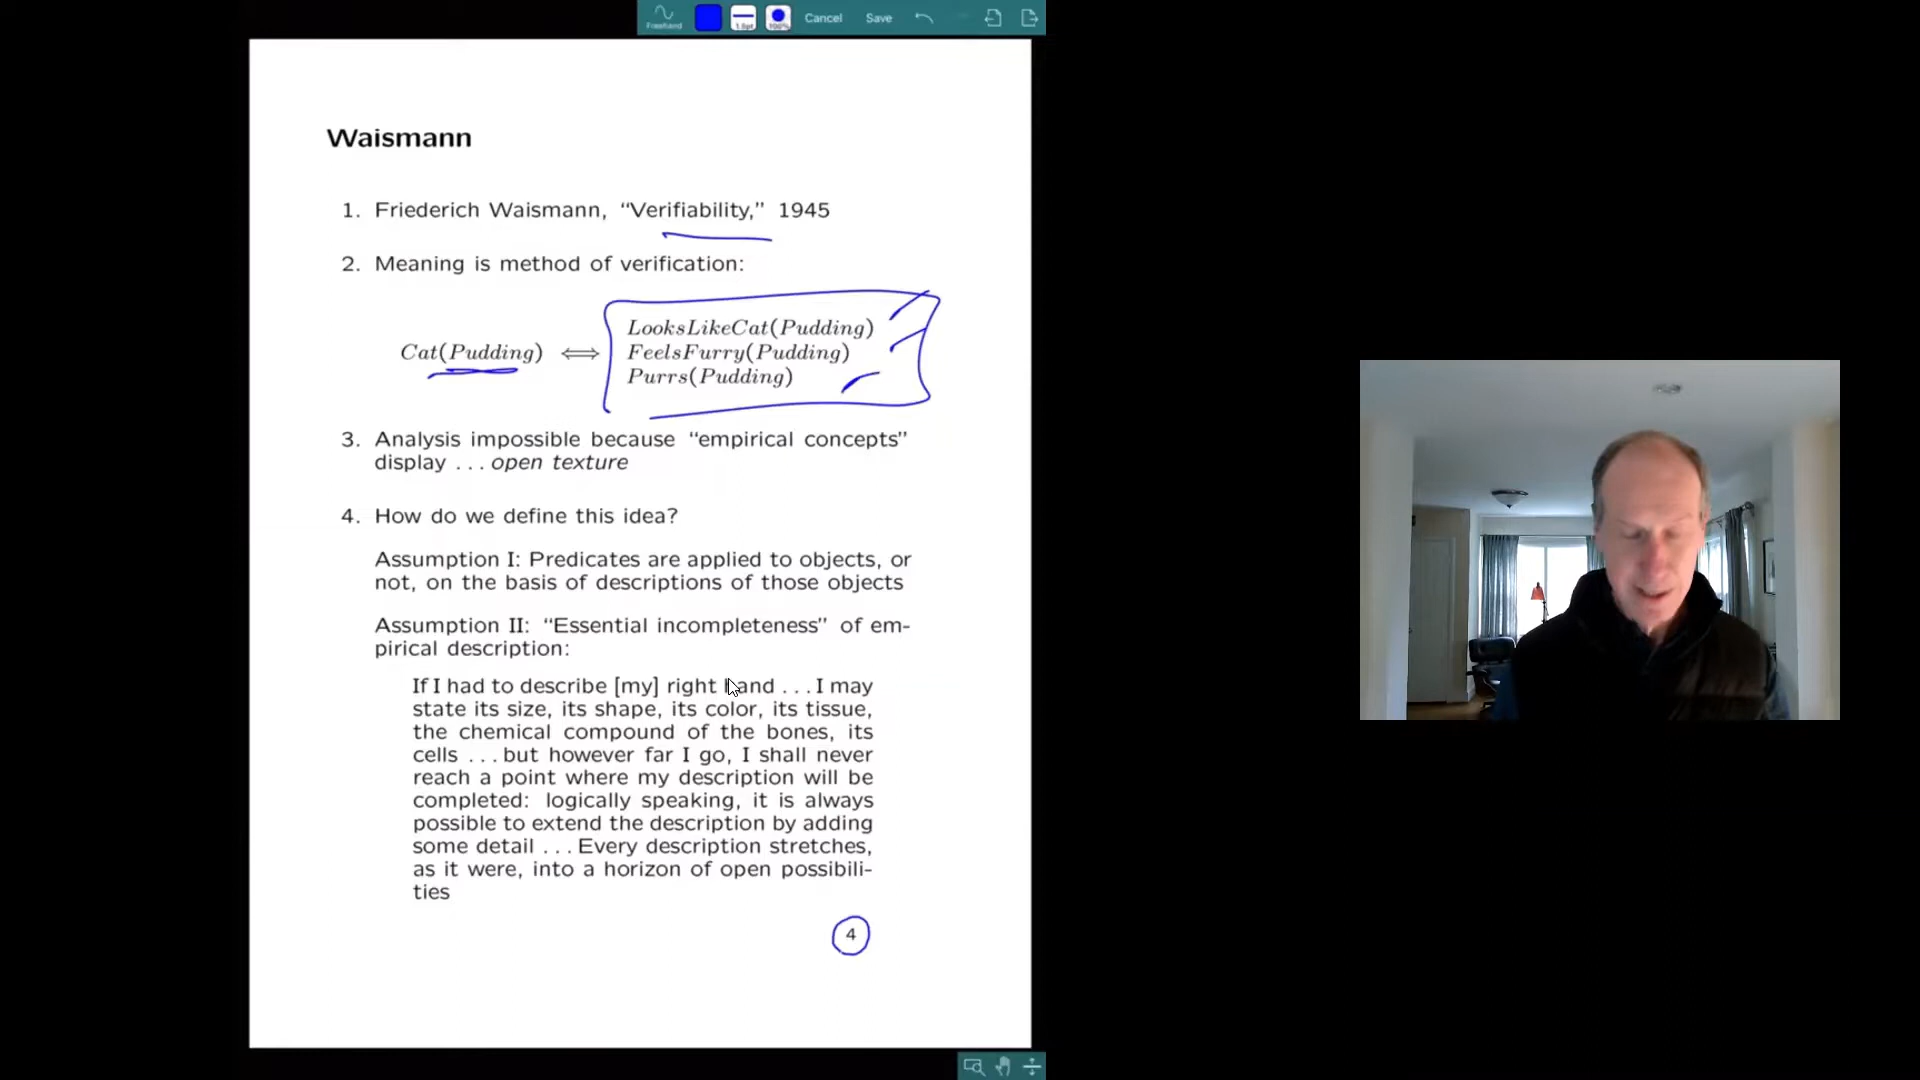 Freehand 1.0pt 100% Cancel Save
Waismann
1. Friederich Waismann, “Verifiability,” 1945
2. Meaning is method of verification:
LooksLikeCat(Pudding)
Cat(Pudding) ⟺ FeelsFurry(Pudding)
Purrs(Pudding)
3. Analysis impossible because “empirical concepts”
display . . . open texture
4. How do we define this idea?
Assumption I: Predicates are applied to objects, or
not, on the basis of descriptions of those objects
Assumption II: “Essential incompleteness” of em-
pirical description:
If I had to describe [my] right hand . . . I may
state its size, its shape, its color, its tissue,
the chemical compound of the bones, its
cells . . . but however far I go, I shall never
reach a point where my description will be
completed: logically speaking, it is always
possible to extend the description by adding
some detail . . . Every description stretches,
as it were, into a horizon of open possibili-
ties
4